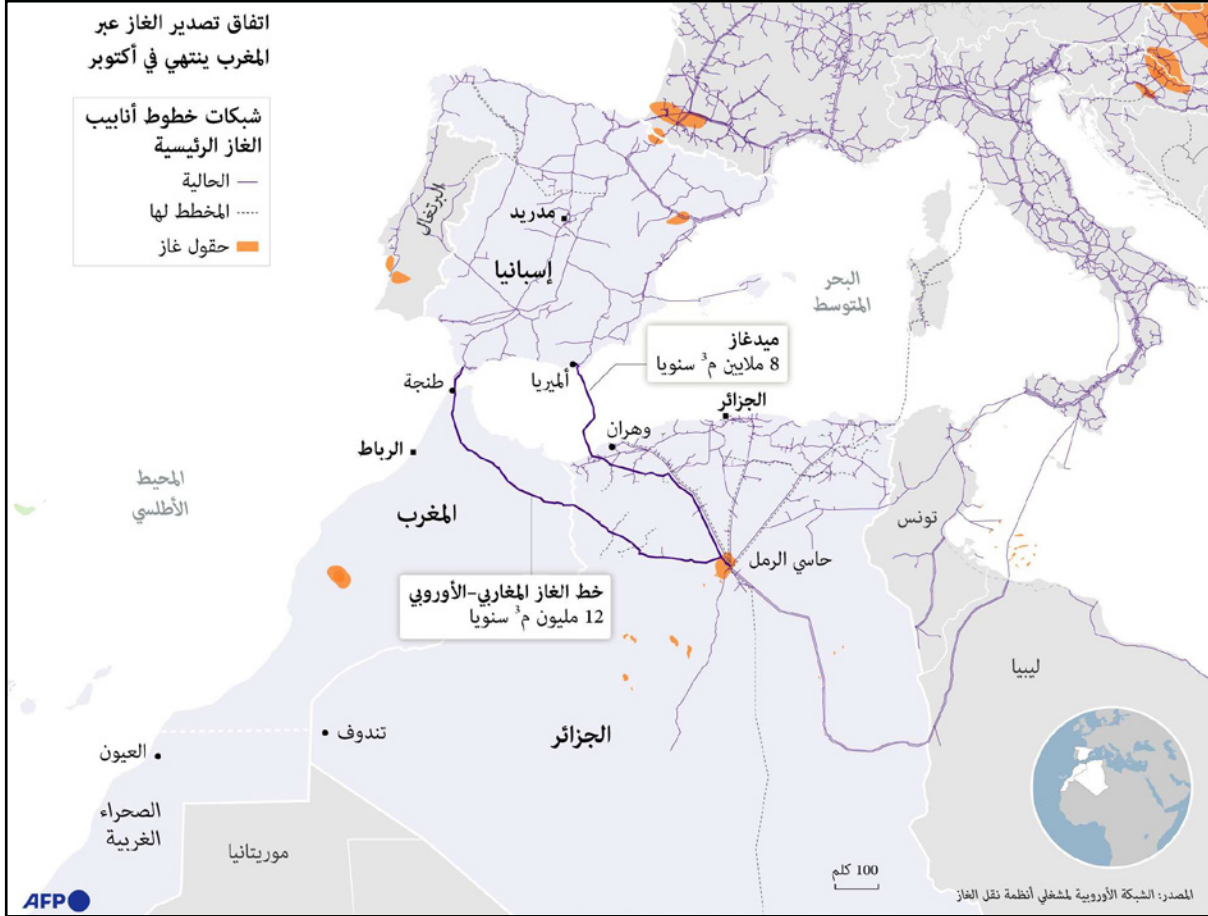 اتفاق تصدير الغاز عبر
المغرب ينتهي في أكتوبر
شبكات خطوط أنابيب
الغاز الرئيسية
الحالية
المخطط لها
حقول غاز
البرتغال
مدريد
إسبانيا
البحر
المتوسط
ميدغاز
8 ملايين م³ سنويا
ألميريا
طنجة
الجزائر
وهران
الرباط
المحيط
الأطلسي
المغرب
تونس
حاسي الرمل
خط الغاز المغاربي-الأوروبي
12 مليون م³ سنويا
ليبيا
الجزائر
تندوف
العيون
الصحراء
الغربية
موريتانيا
100 كلم
المصدر: الشبكة الأوروبية لمشغلي أنظمة نقل الغاز
AFP